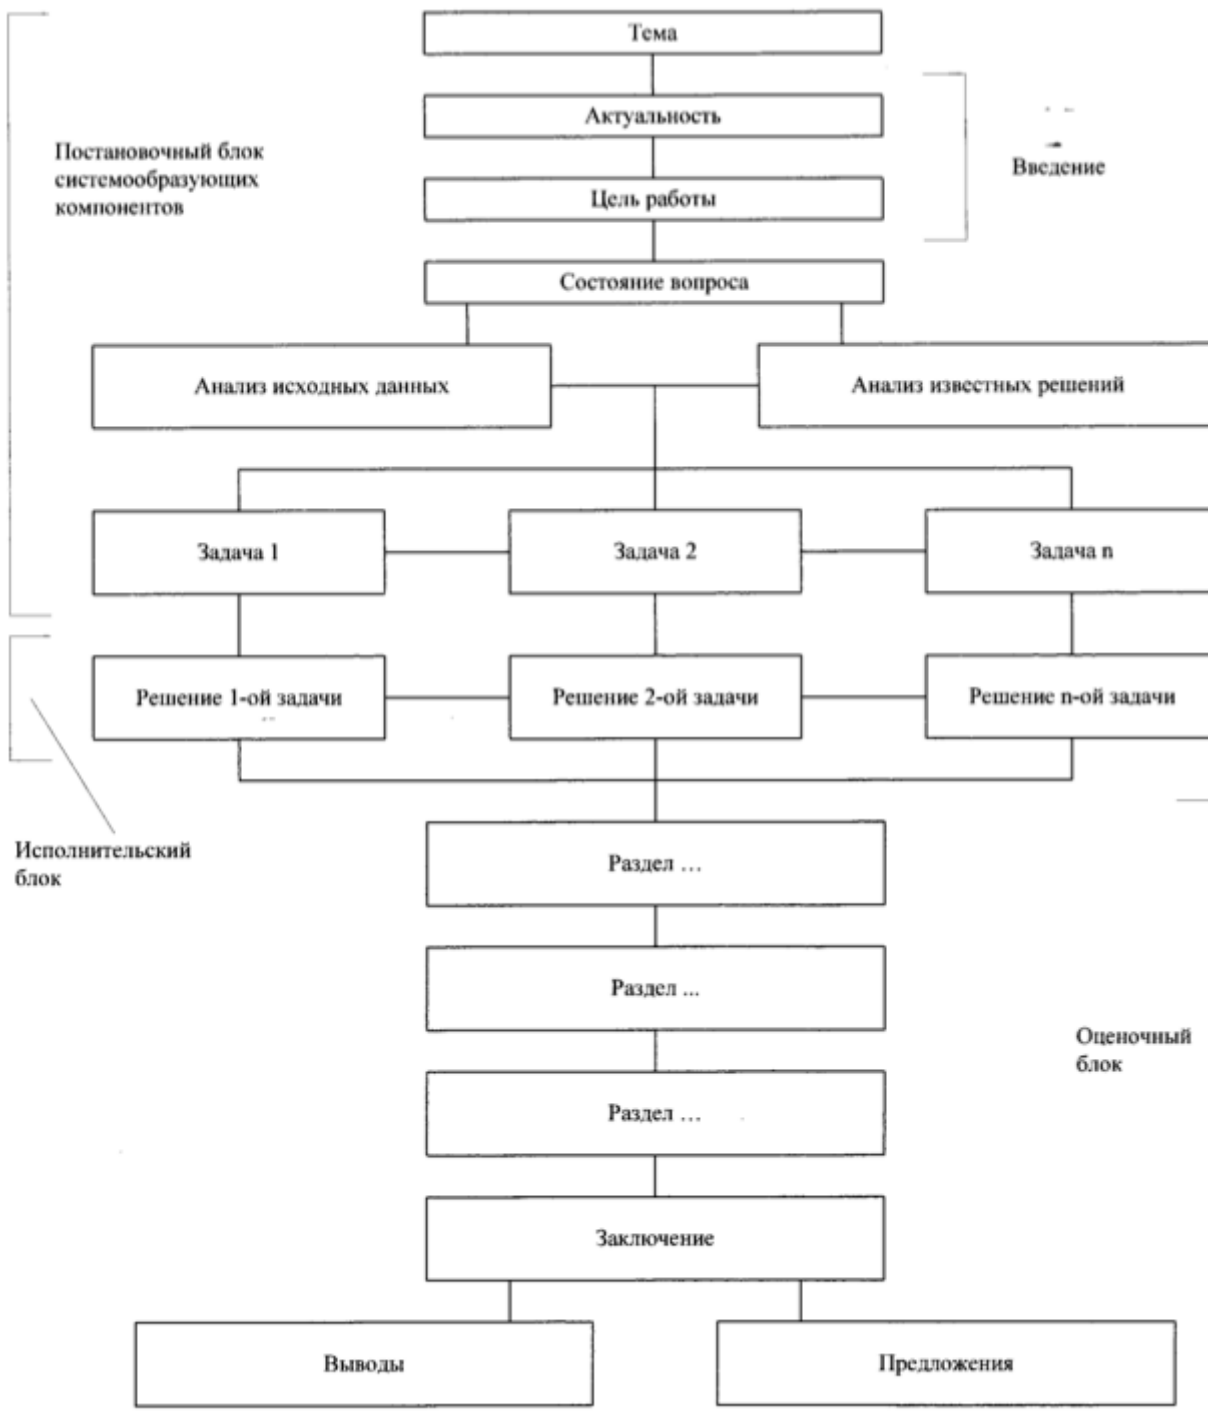 Тема
Актуальность
Постановочный блок
системообразующих
компонентов
Введение
Цель работы
Состояние вопроса
Анализ исходных данных
Анализ известных решений
Задача 1
Задача 2
Задача n
Решение 1-ой задачи
Решение 2-ой задачи
Решение n-ой задачи
Исполнительский
блок
Раздел …
Раздел ...
Оценочный
блок
Раздел …
Заключение
Выводы
Предложения